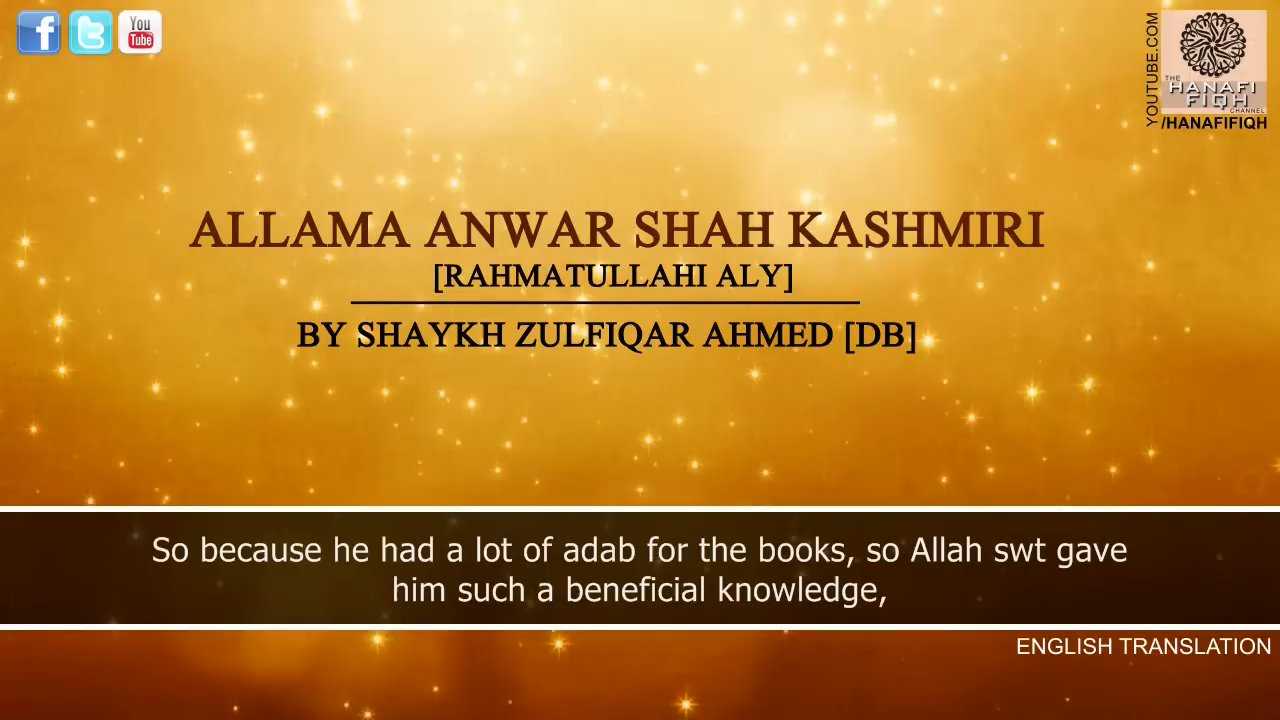 f
t
You
Tube
YOUTUBE.COM
THE
HANAFI
FIQH
CHANNEL
/HANAFIFIQH
ALLAMA ANWAR SHAH KASHMIRI
[RAHMATULLAHI ALY]
BY SHAYKH ZULFIQAR AHMED [DB]
So because he had a lot of adab for the books, so Allah swt gave
him such a beneficial knowledge,
ENGLISH TRANSLATION